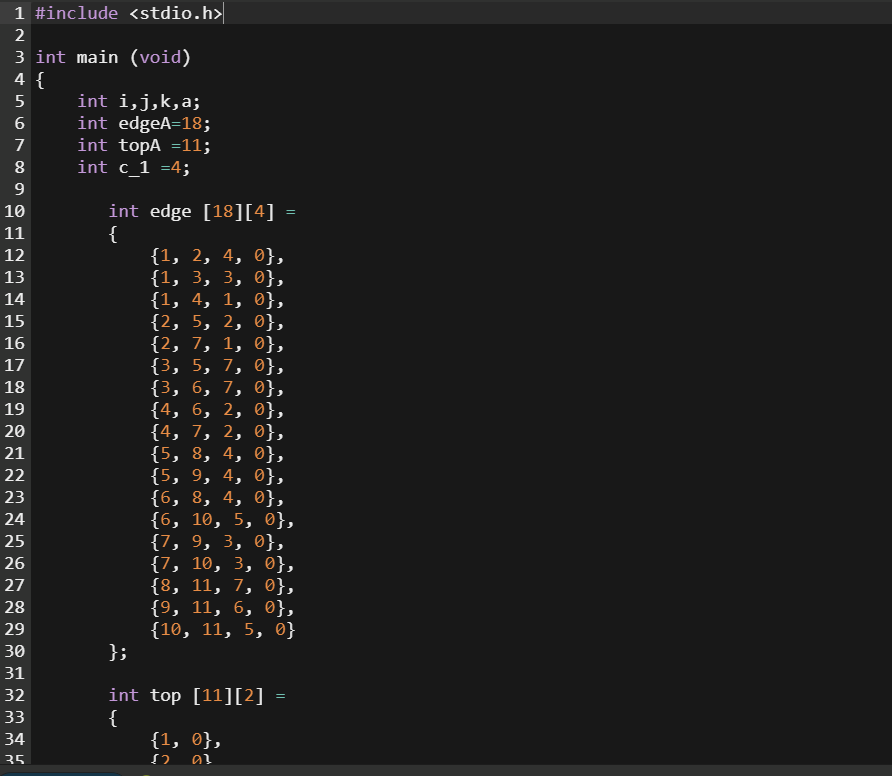 1 #include <stdio.h>
2
3 int main (void)
4 {
5 int i,j,k,a;
6 int edgeA=18;
7 int topA =11;
8 int c_1 =4;
9
10 int edge [18][4] =
11 {
12 {1, 2, 4, 0},
13 {1, 3, 3, 0},
14 {1, 4, 1, 0},
15 {2, 5, 2, 0},
16 {2, 7, 1, 0},
17 {3, 5, 7, 0},
18 {3, 6, 7, 0},
19 {4, 6, 2, 0},
20 {4, 7, 2, 0},
21 {5, 8, 4, 0},
22 {5, 9, 4, 0},
23 {6, 8, 4, 0},
24 {6, 10, 5, 0},
25 {7, 9, 3, 0},
26 {7, 10, 3, 0},
27 {8, 11, 7, 0},
28 {9, 11, 6, 0},
29 {10, 11, 5, 0}
30 };
31
32 int top [11][2] =
33 {
34 {1, 0},
35 {2, 0}